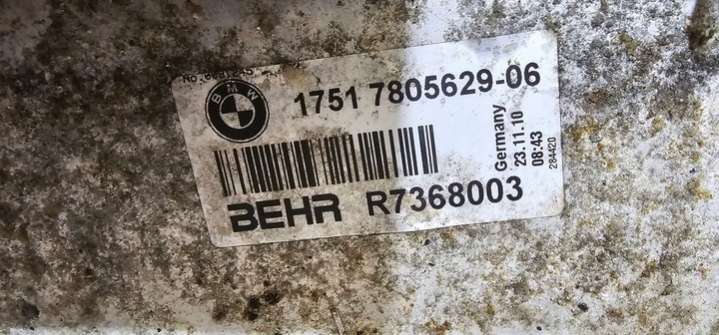 BMW
1751 7805629-06
Germany
23.11.10
08:43
284420
BEHR R7368003